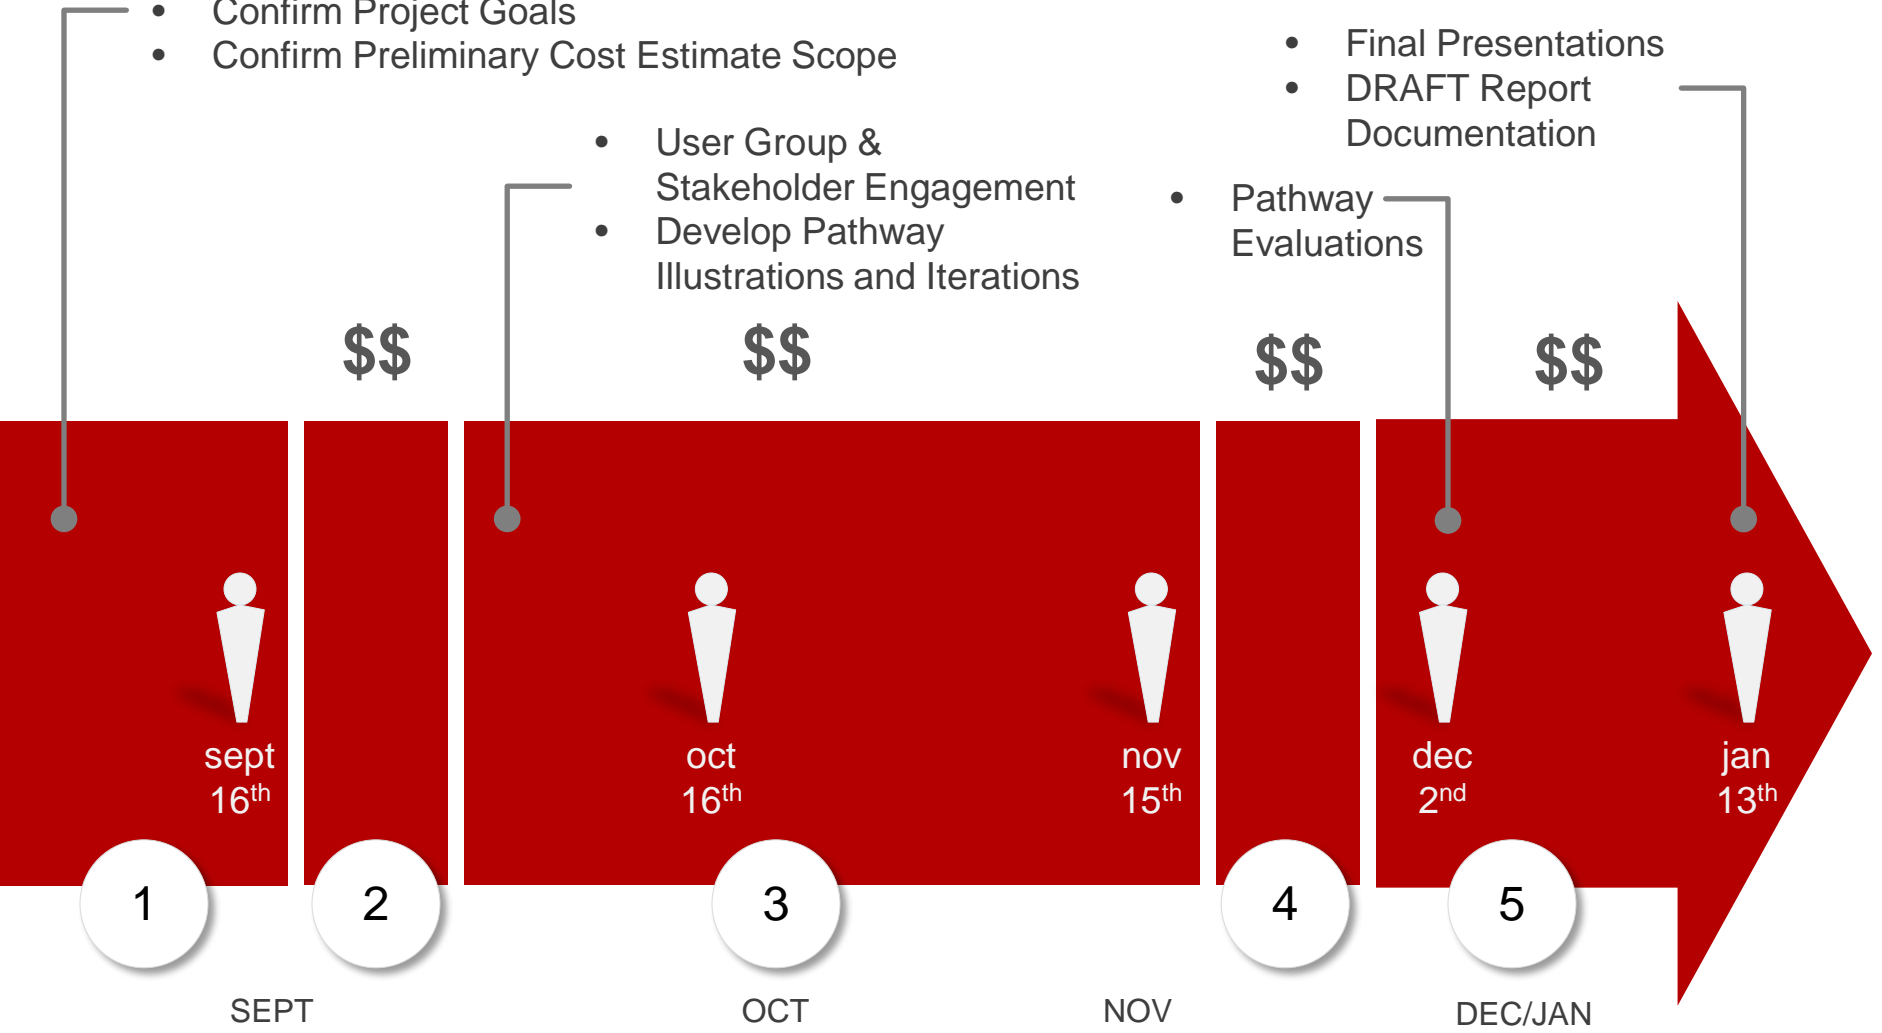 • Confirm Project Goals
• Confirm Preliminary Cost Estimate Scope
• Final Presentations
• DRAFT Report
Documentation
• User Group &
Stakeholder Engagement
• Develop Pathway
Illustrations and Iterations
• Pathway
Evaluations
$$
$$
$$
$$
sept
16th
oct
16th
nov
15th
dec
2nd
jan
13th
1
2
3
4
5
SEPT
OCT
NOV
DEC/JAN